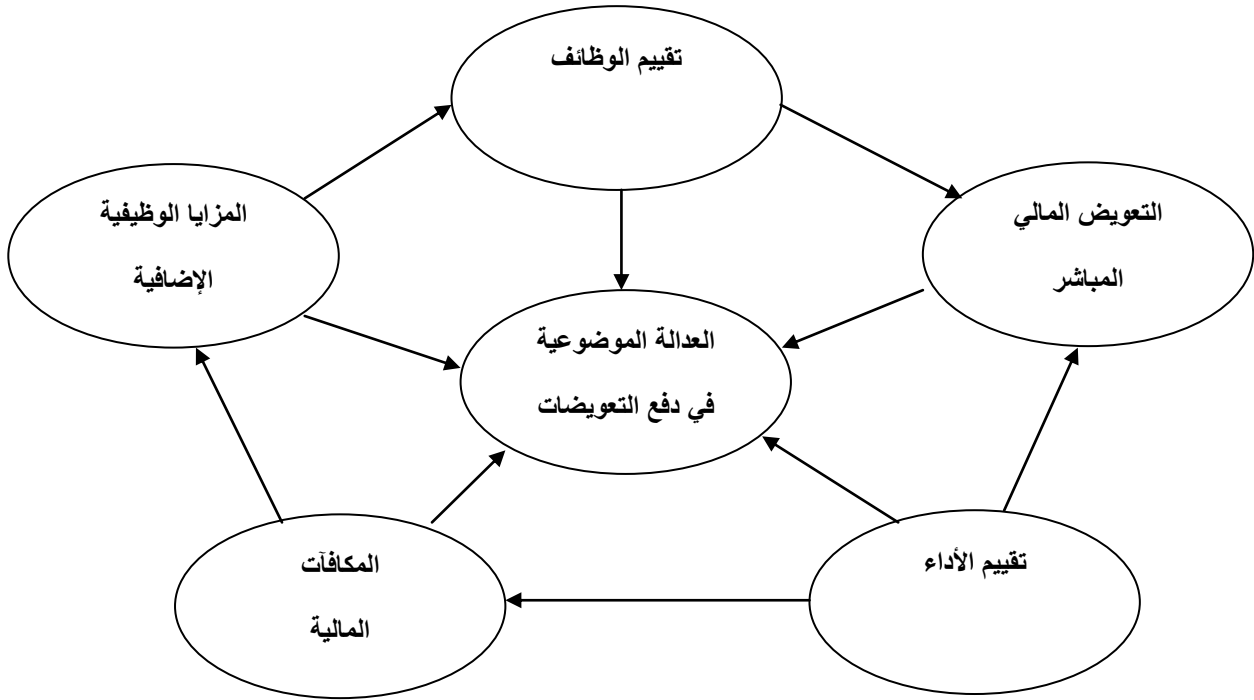 تقييم الوظائف
المزايا الوظيفية
الإضافية
التعويض المالي
المباشر
العدالة الموضوعية
في دفع التعويضات
المكافآت
المالية
تقييم الأداء